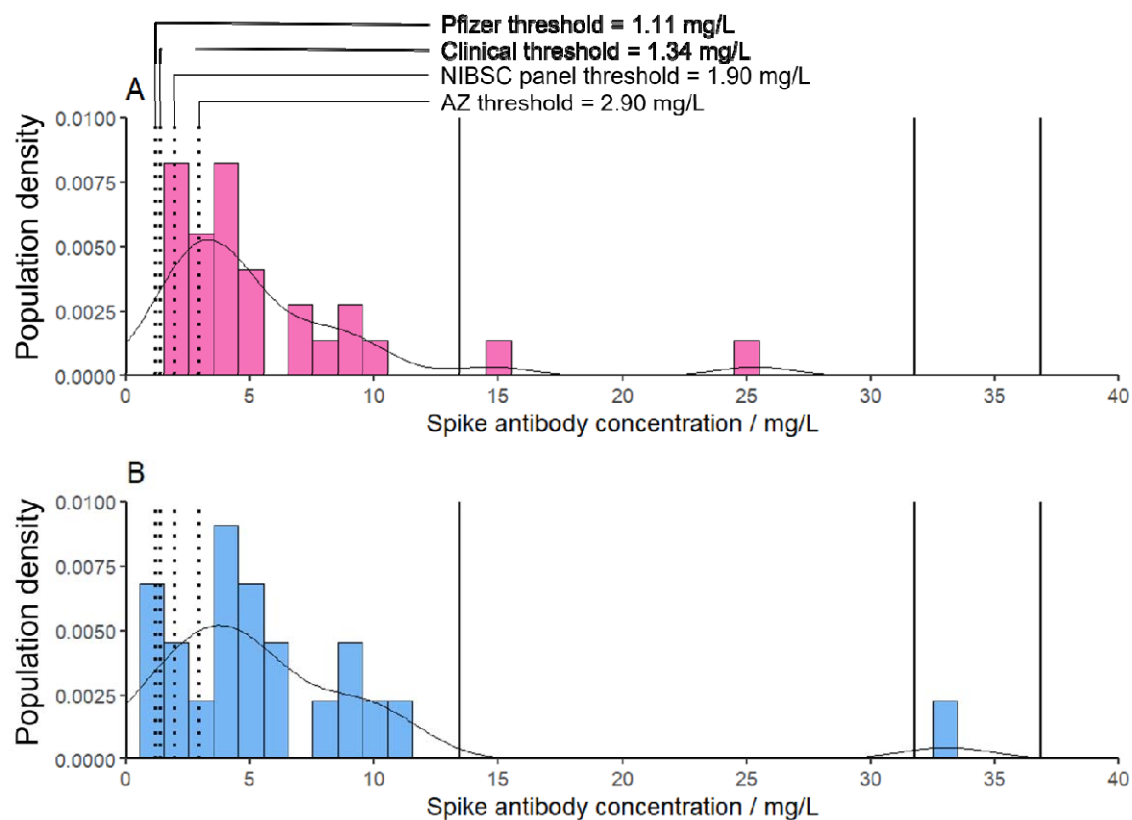 Pfizer threshold = 1.11 mg/L
Clinical threshold = 1.34 mg/L
NIBSC panel threshold = 1.90 mg/L
AZ threshold = 2.90 mg/L
A
0.0100
0.0075
0.0050
0.0025
0.0000
Population density
0 5 10 15 20 25 30 35 40
Spike antibody concentration / mg/L
B
0.0100
0.0075
0.0050
0.0025
0.0000
Population density
0 5 10 15 20 25 30 35 40
Spike antibody concentration / mg/L